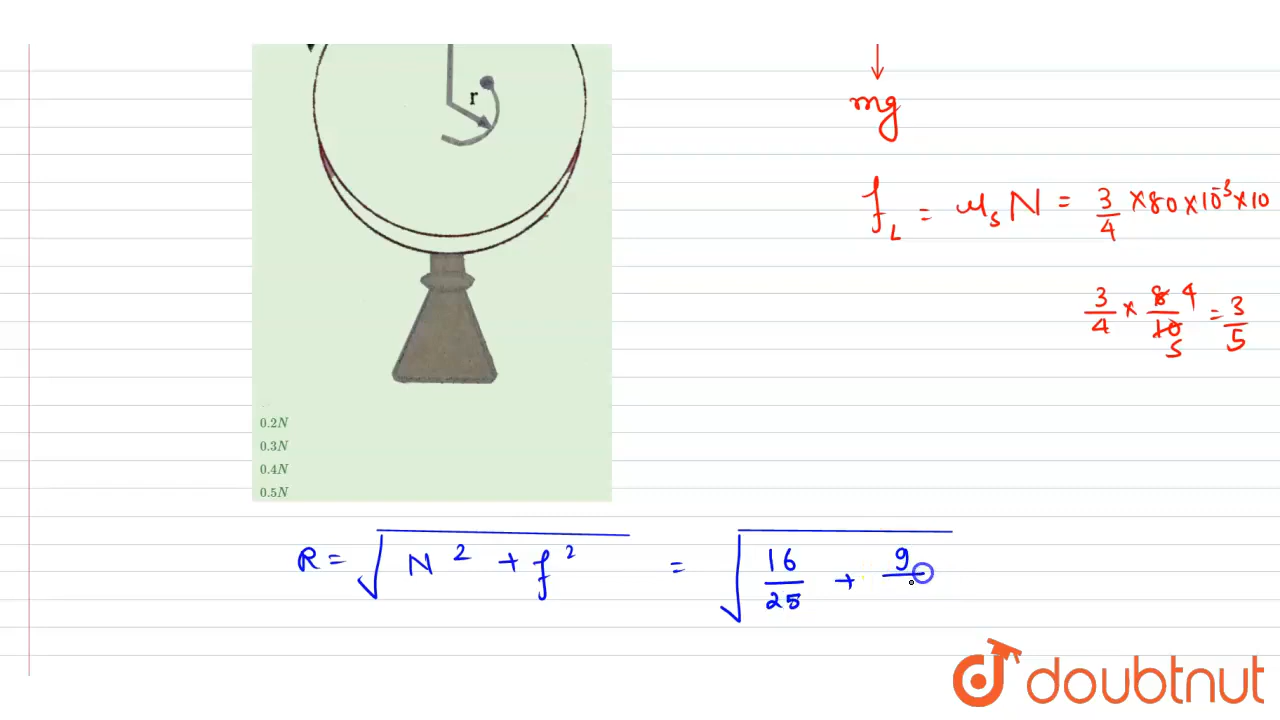 r
mg
f_L = μ_s N = 3/4 ×80×10⁻³×10
3/4 × 8/10 4/5 = 3/5
0.2N
0.3N
0.4N
0.5N
R = √(N² + f²) = √(16/25 + 9/
doubtnut